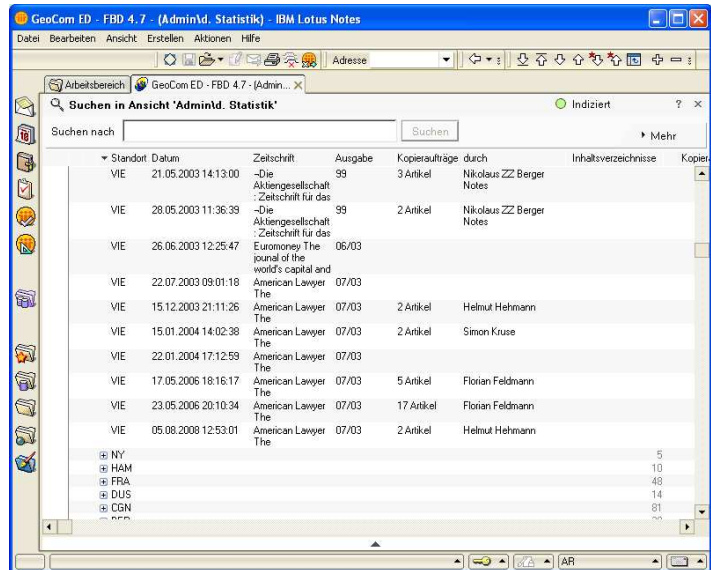 GeoCom ED - FBD 4.7 - (Admin\d. Statistik) - IBM Lotus Notes
Datei Bearbeiten Ansicht Erstellen Aktionen Hilfe
Adresse
Arbeitsbereich GeoCom ED - FBD 4.7 - (Admin...
Suchen in Ansicht 'Admin\d. Statistik' Indiziert ? ×
Suchen nach Suchen Mehr
Standort Datum Zeitschrift Ausgabe Kopieraufträge durch Inhaltsverzeichnisse Kopier
VIE 21.05.2003 14:13:00 ¬Die 99 3 Artikel Nikolaus ZZ Berger
Aktiengesellschaft Notes
: Zeitschrift für das
VIE 28.05.2003 11:36:39 ¬Die 99 2 Artikel Nikolaus ZZ Berger
Aktiengesellschaft Notes
: Zeitschrift für das
VIE 26.06.2003 12:25:47 Euromoney The 06/03
jounal of the
world's capital and
VIE 22.07.2003 09:01:18 American Lawyer 07/03
The
VIE 15.12.2003 21:11:26 American Lawyer 07/03 2 Artikel Helmut Hehmann
The
VIE 15.01.2004 14:02:38 American Lawyer 07/03 2 Artikel Simon Kruse
The
VIE 22.01.2004 17:12:59 American Lawyer 07/03
The
VIE 17.05.2006 18:16:17 American Lawyer 07/03 5 Artikel Florian Feldmann
The
VIE 23.05.2006 20:10:34 American Lawyer 07/03 17 Artikel Florian Feldmann
The
VIE 05.08.2008 12:53:01 American Lawyer 07/03 2 Artikel Helmut Hehmann
The
NY 5
HAM 10
FRA 48
DUS 14
CGN 81
AR